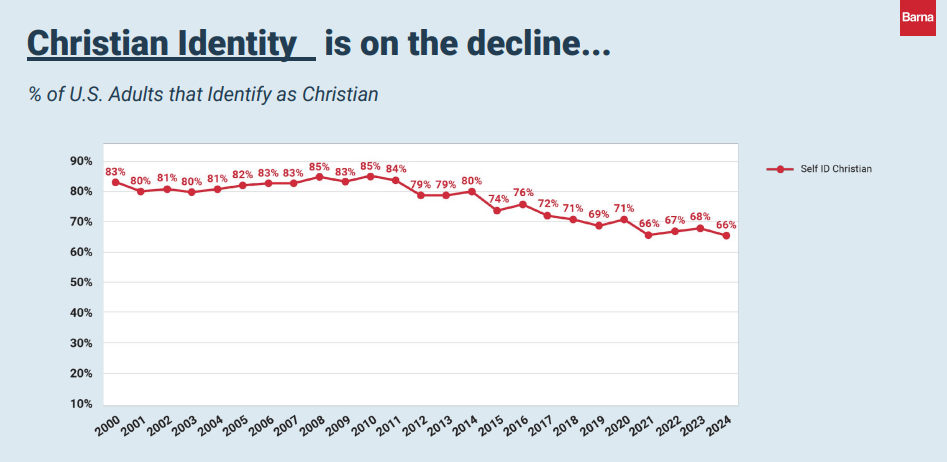 Barna
Christian Identity is on the decline...
% of U.S. Adults that Identify as Christian
90%
80%
70%
60%
50%
40%
30%
20%
10%
83% 80% 81% 80% 81% 82% 83% 83% 85% 83% 85% 84% 79% 79% 80% 74% 76% 72% 71% 69% 71% 66% 67% 68% 66%
Self ID Christian
2000 2001 2002 2003 2004 2005 2006 2007 2008 2009 2010 2011 2012 2013 2014 2015 2016 2017 2018 2019 2020 2021 2022 2023 2024